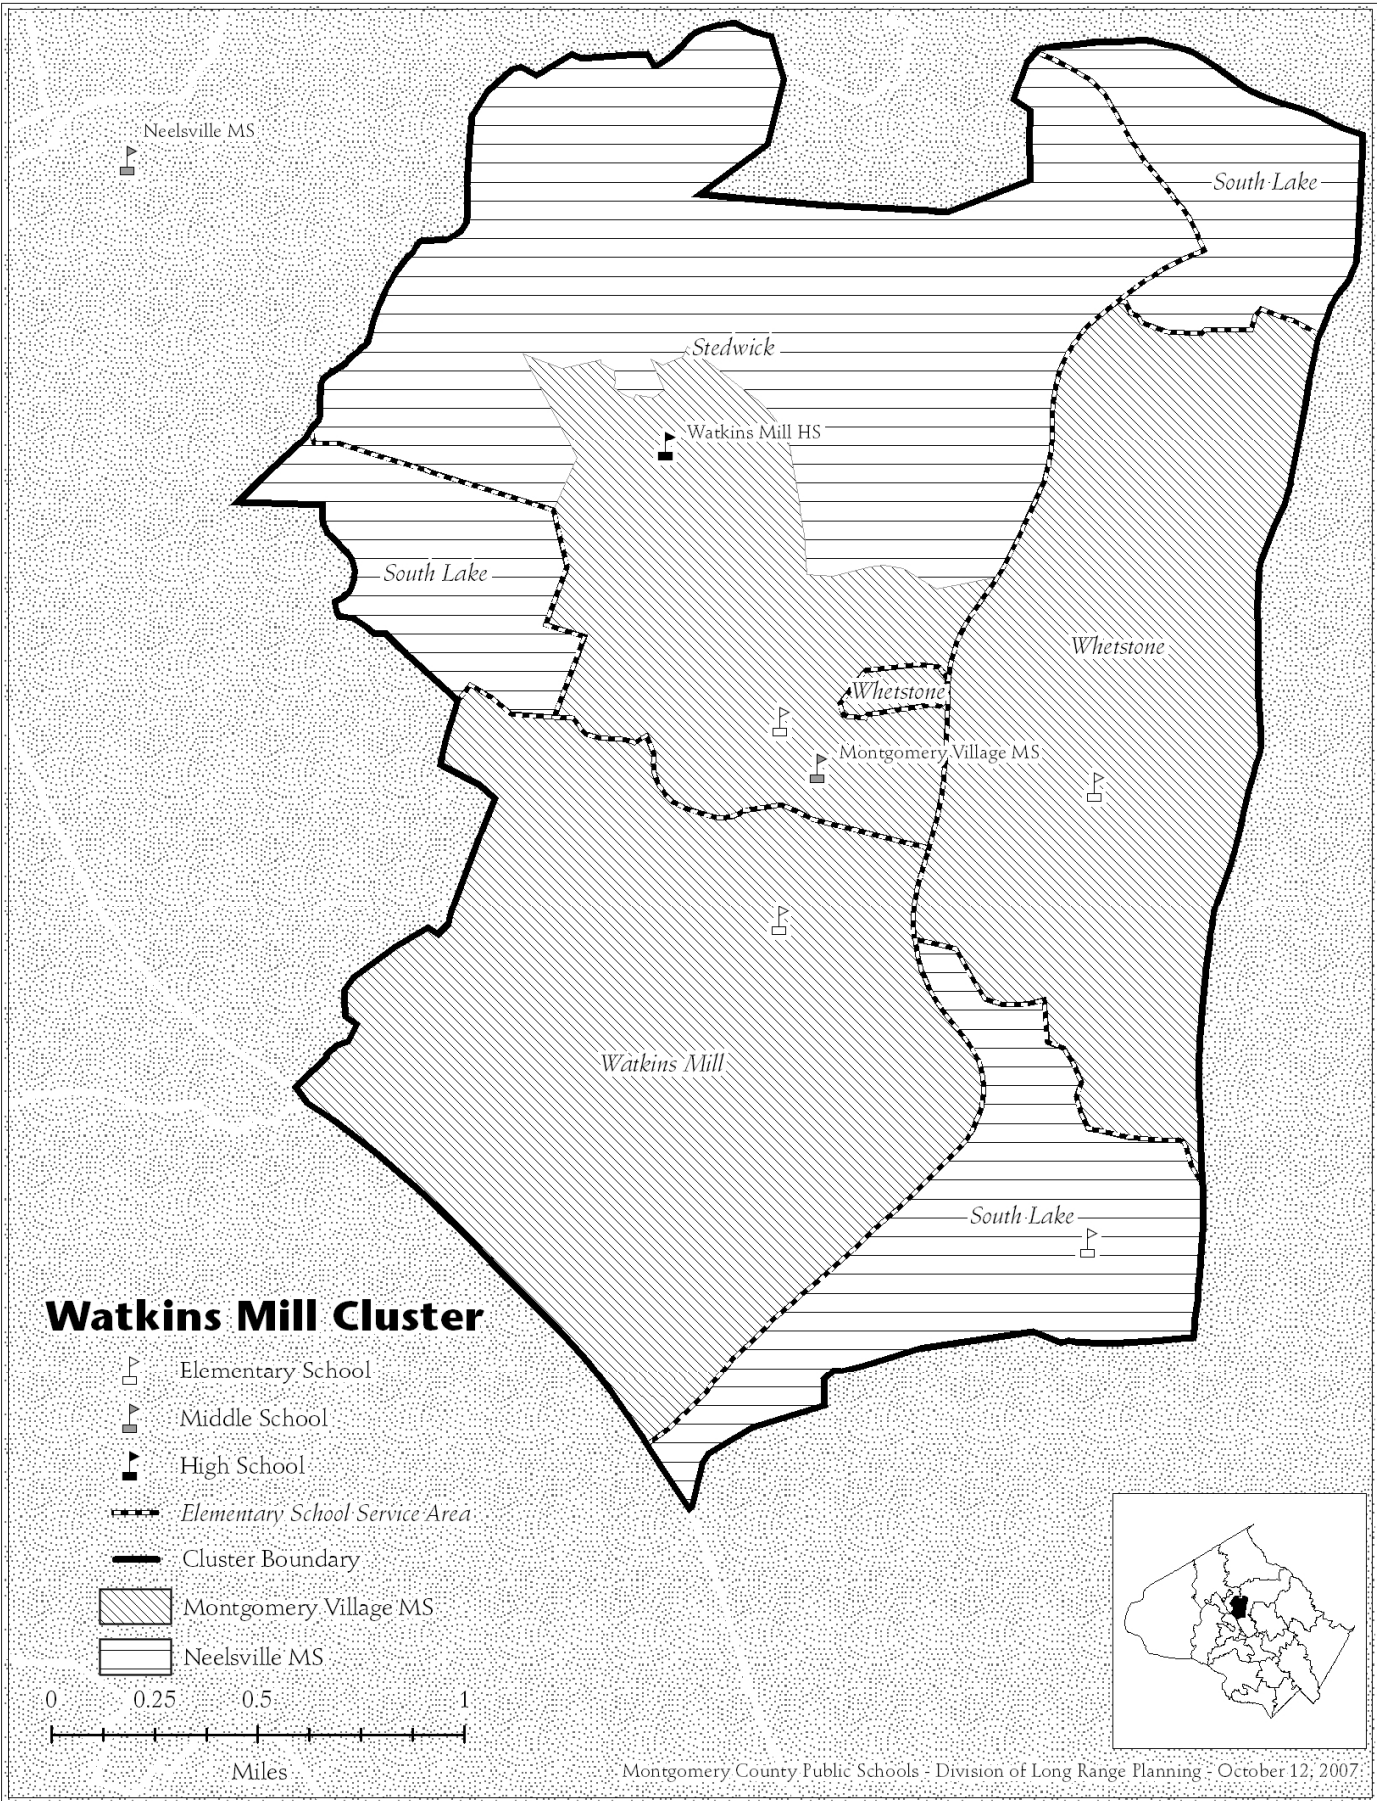 Neelsville MS
South Lake
Stedwick
Watkins Mill HS
South Lake
Whetstone
Whetstone
Montgomery Village MS
Watkins Mill
South Lake
Watkins Mill Cluster
Elementary School
Middle School
High School
Elementary School Service Area
Cluster Boundary
Montgomery Village MS
Neelsville MS
0 0.25 0.5 1
Miles
Montgomery County Public Schools - Division of Long Range Planning - October 12, 2007